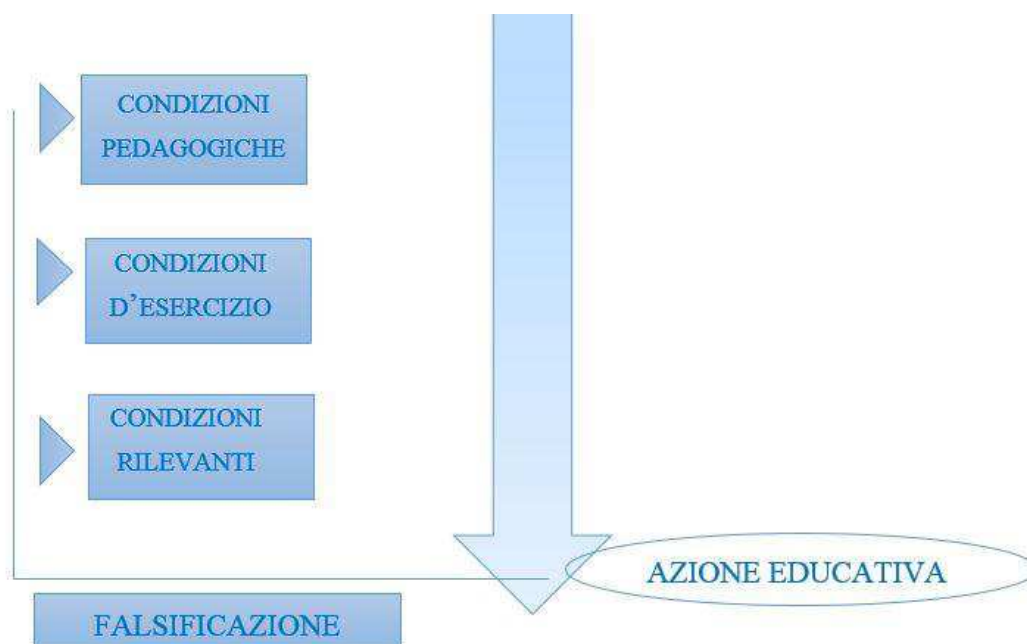 CONDIZIONI
PEDAGOGICHE
CONDIZIONI
D’ESERCIZIO
CONDIZIONI
RILEVANTI
AZIONE EDUCATIVA
FALSIFICAZIONE